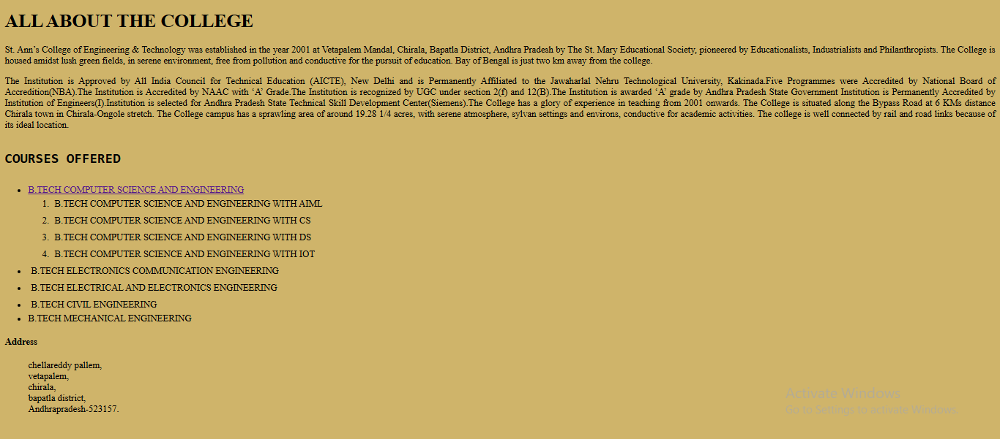 ALL ABOUT THE COLLEGE
St. Ann’s College of Engineering & Technology was established in the year 2001 at Vetapalem Mandal, Chirala, Bapatla District, Andhra Pradesh by The St. Mary Educational Society, pioneered by Educationalists, Industrialists and Philanthropists. The College is
housed amidst lush green fields, in serene environment, free from pollution and conductive for the pursuit of education. Bay of Bengal is just two km away from the college.
The Institution is Approved by All India Council for Technical Education (AICTE), New Delhi and is Permanently Affiliated to the Jawaharlal Nehru Technological University, Kakinada.Five Programmes were Accredited by National Board of
Accredition(NBA).The Institution is Accredited by NAAC with ‘A’ Grade.The Institution is recognized by UGC under section 2(f) and 12(B).The Institution is awarded ‘A’ grade by Andhra Pradesh State Government Institution is Permanently Accredited by
Institution of Engineers(I).Institution is selected for Andhra Pradesh State Technical Skill Development Center(Siemens).The College has a glory of experience in teaching from 2001 onwards. The College is situated along the Bypass Road at 6 KMs distance
Chirala town in Chirala-Ongole stretch. The College campus has a sprawling area of around 19.28 1/4 acres, with serene atmosphere, sylvan settings and environs, conductive for academic activities. The college is well connected by rail and road links because of
its ideal location.
COURSES OFFERED
• B.TECH COMPUTER SCIENCE AND ENGINEERING
1. B.TECH COMPUTER SCIENCE AND ENGINEERING WITH AIML
2. B.TECH COMPUTER SCIENCE AND ENGINEERING WITH CS
3. B.TECH COMPUTER SCIENCE AND ENGINEERING WITH DS
4. B.TECH COMPUTER SCIENCE AND ENGINEERING WITH IOT
• B.TECH ELECTRONICS COMMUNICATION ENGINEERING
• B.TECH ELECTRICAL AND ELECTRONICS ENGINEERING
• B.TECH CIVIL ENGINEERING
• B.TECH MECHANICAL ENGINEERING
Address
chellareddy pallem,
vetapalem,
chirala,
bapatla district,
Andhrapradesh-523157.
Activate Windows
Go to Settings to activate Windows.